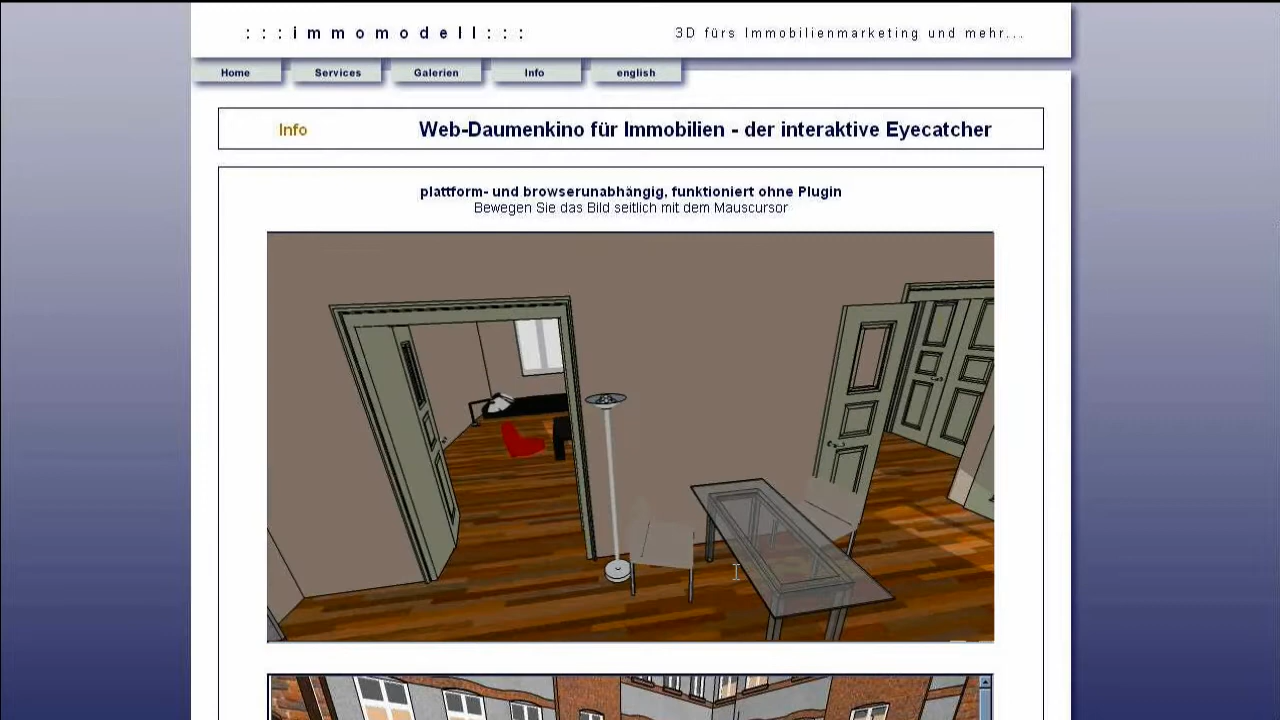 :::immomodell:::
3D fürs Immobilienmarketing und mehr...
Home Services Galerien Info english
Info
Web-Daumenkino für Immobilien - der interaktive Eyecatcher
plattform- und browserunabhängig, funktioniert ohne Plugin
Bewegen Sie das Bild seitlich mit dem Mauscursor